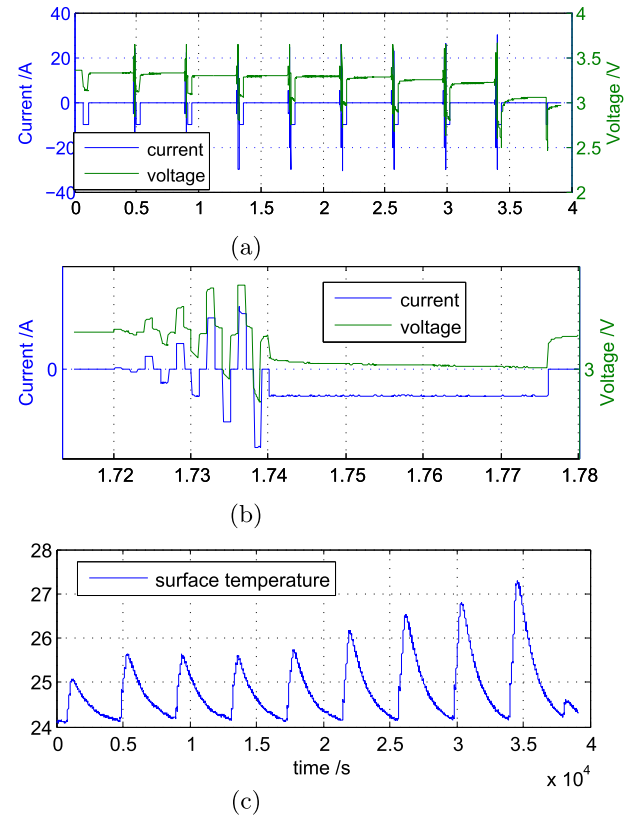 40
20
0
−20
−40
Current /A
4
3.5
3
2.5
2
Voltage /V
current
voltage
0 0.5 1 1.5 2 2.5 3 3.5 4
(a)
Current /A
0
current
voltage
3
Voltage /V
1.72 1.73 1.74 1.75 1.76 1.77 1.78
(b)
28
27
26
25
24
surface temperature
0 0.5 1 1.5 2 2.5 3 3.5 4
time /s
x 10^4
(c)